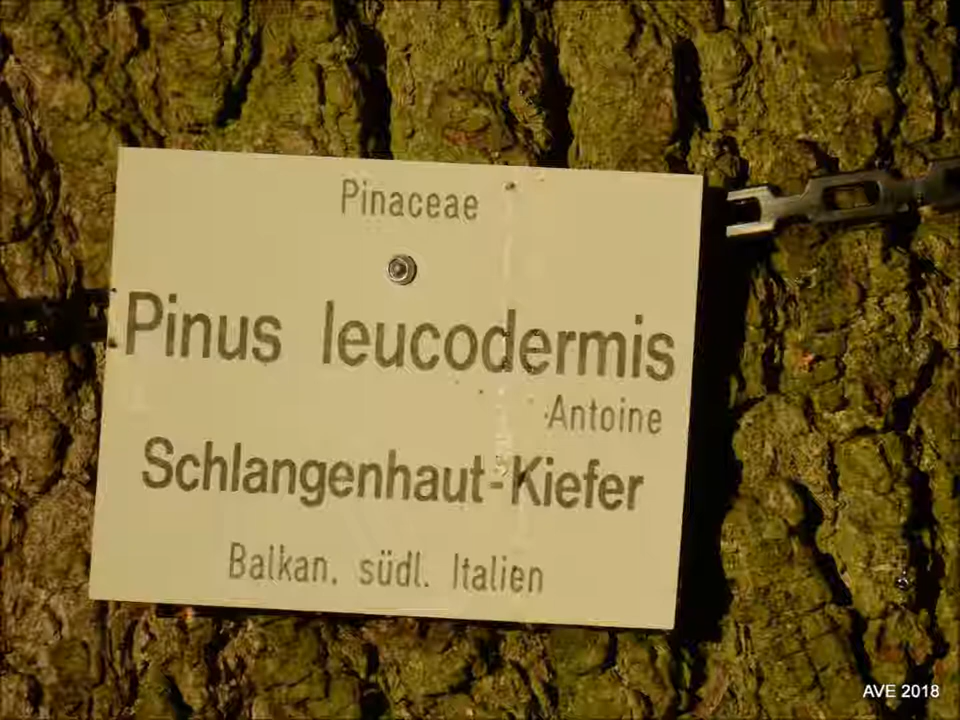 Pinaceae
Pinus leucodermis
Antoine
Schlangenhaut-Kiefer
Balkan, südl. Italien
AVE 2018